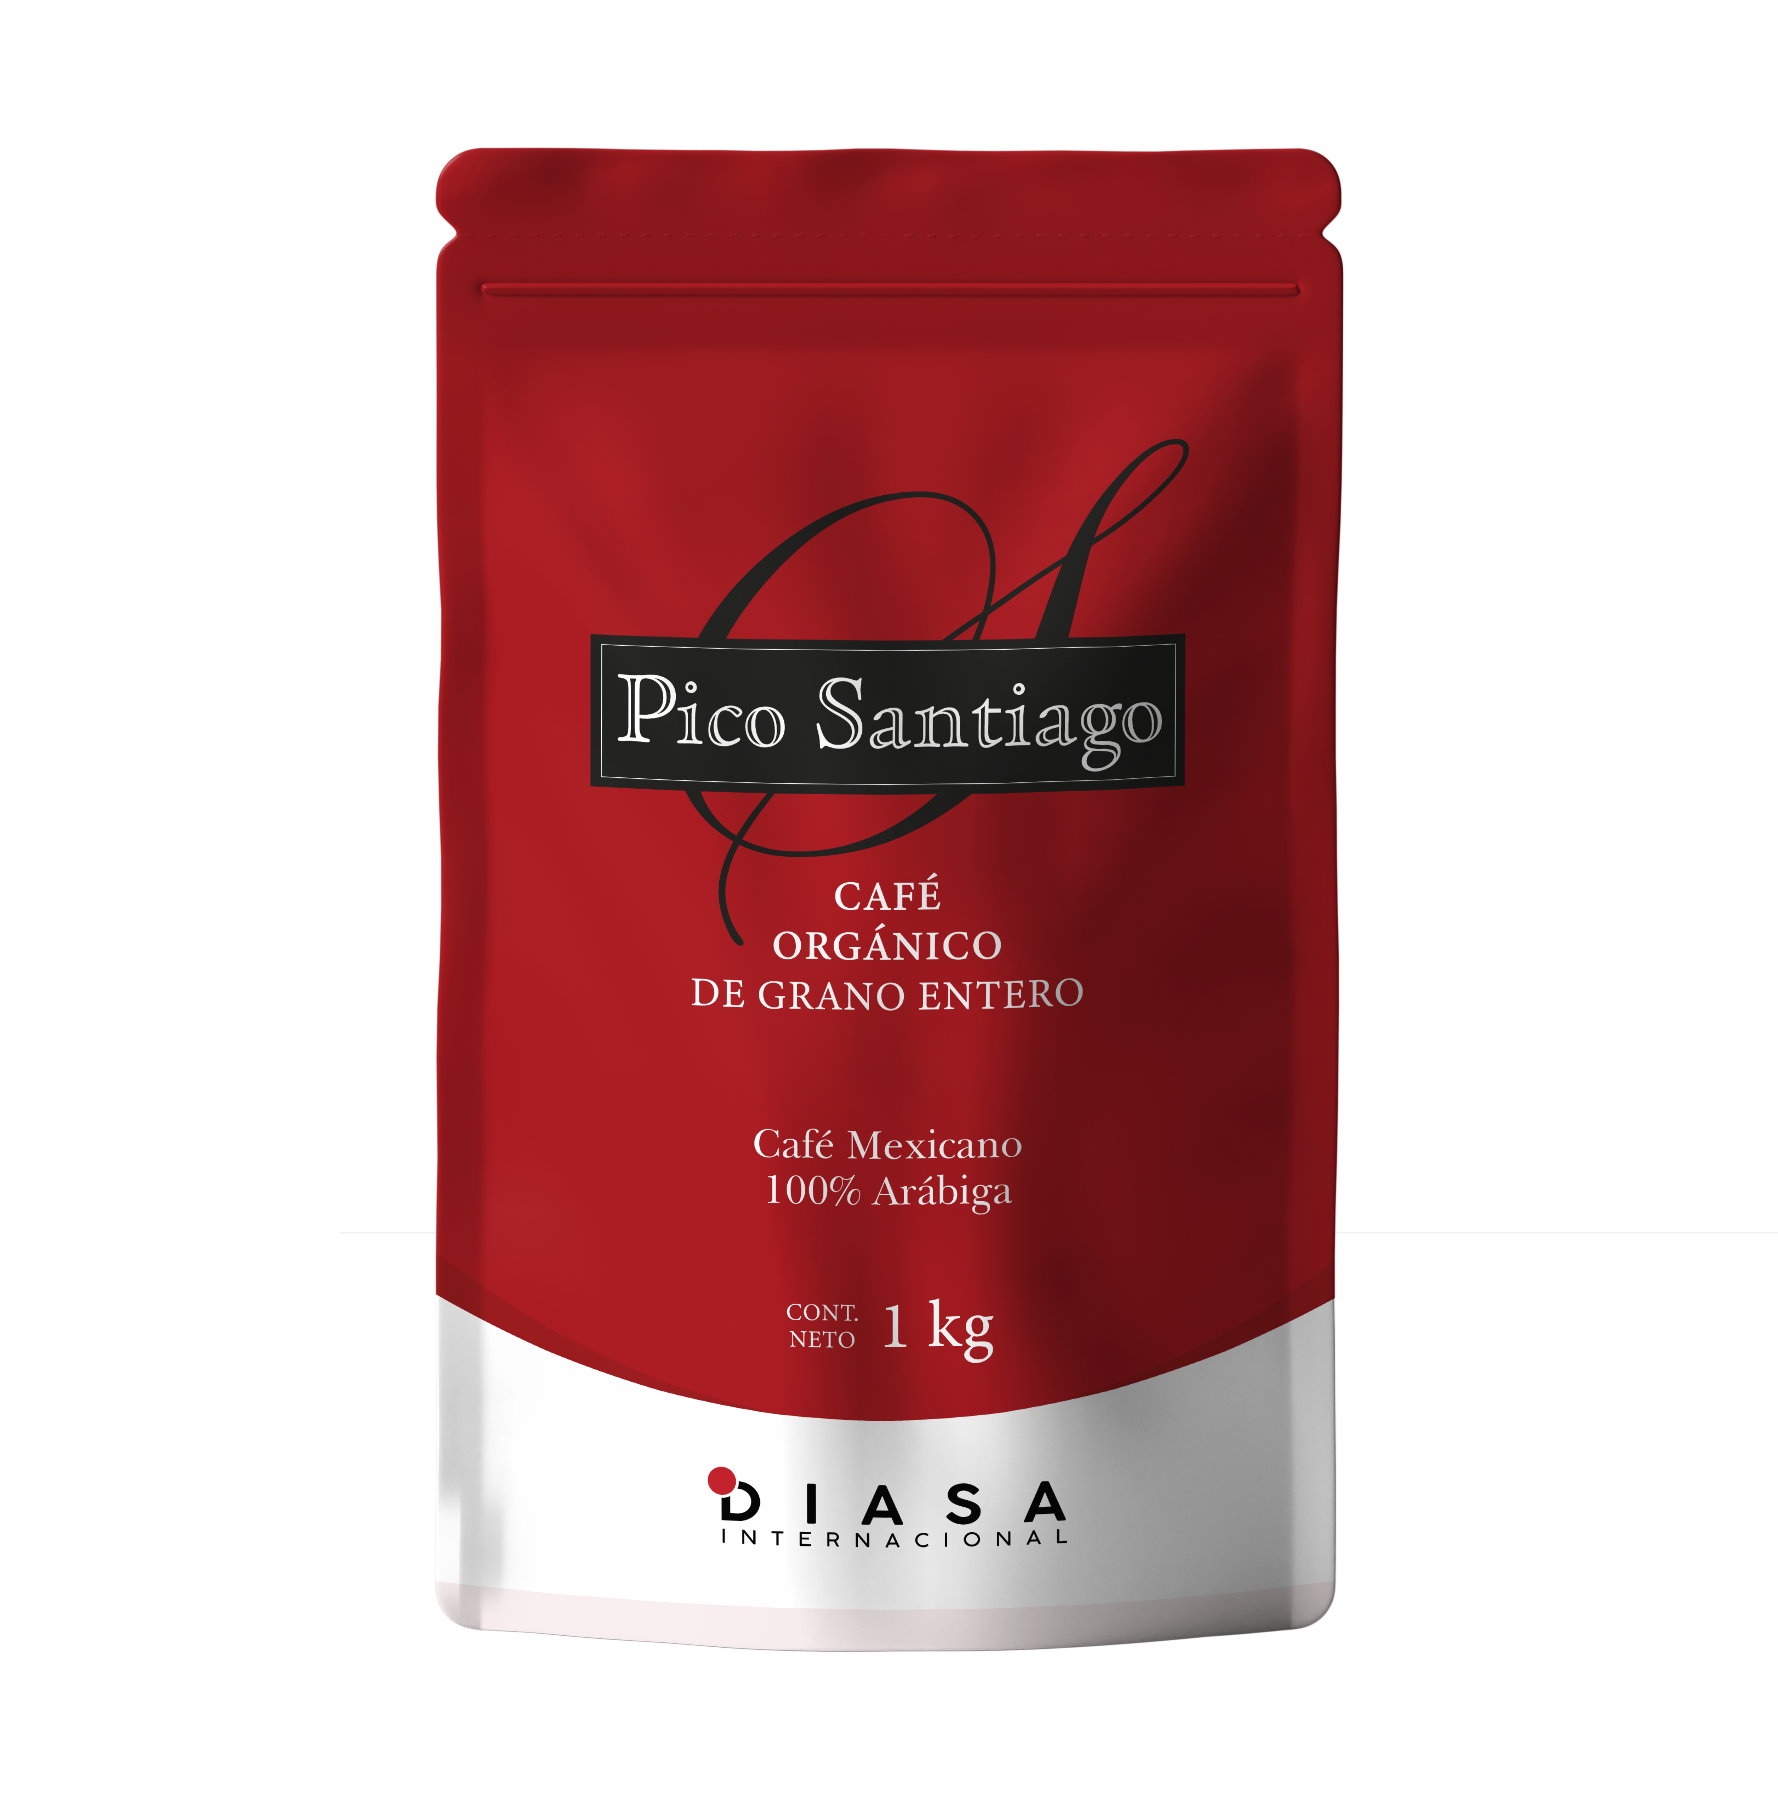 Pico Santiago
CAFÉ
ORGÁNICO
DE GRANO ENTERO
Café Mexicano
100% Arábiga
CONT.
NETO 1 kg
DIASA
INTERNACIONAL